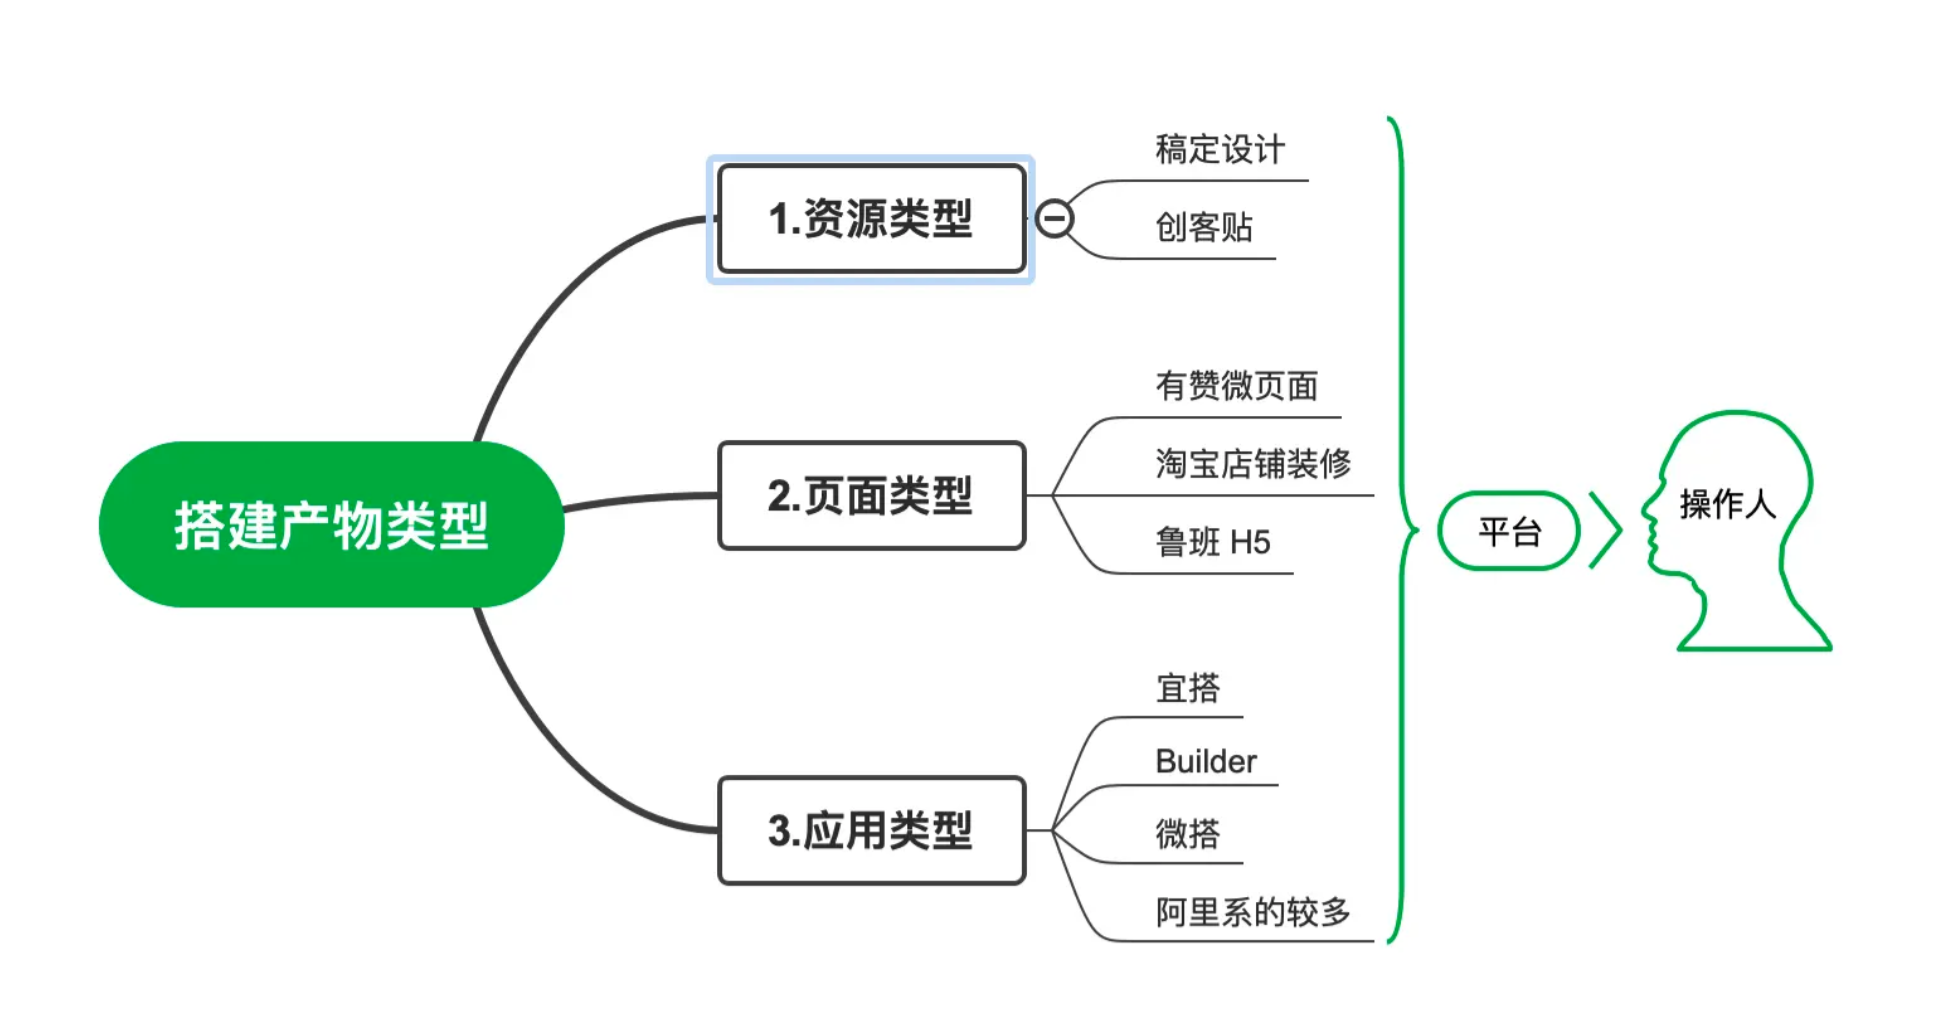 搭建产物类型
1.资源类型
稿定设计
创客贴
2.页面类型
有赞微页面
淘宝店铺装修
鲁班 H5
3.应用类型
宜搭
Builder
微搭
阿里系的较多
平台
操作人